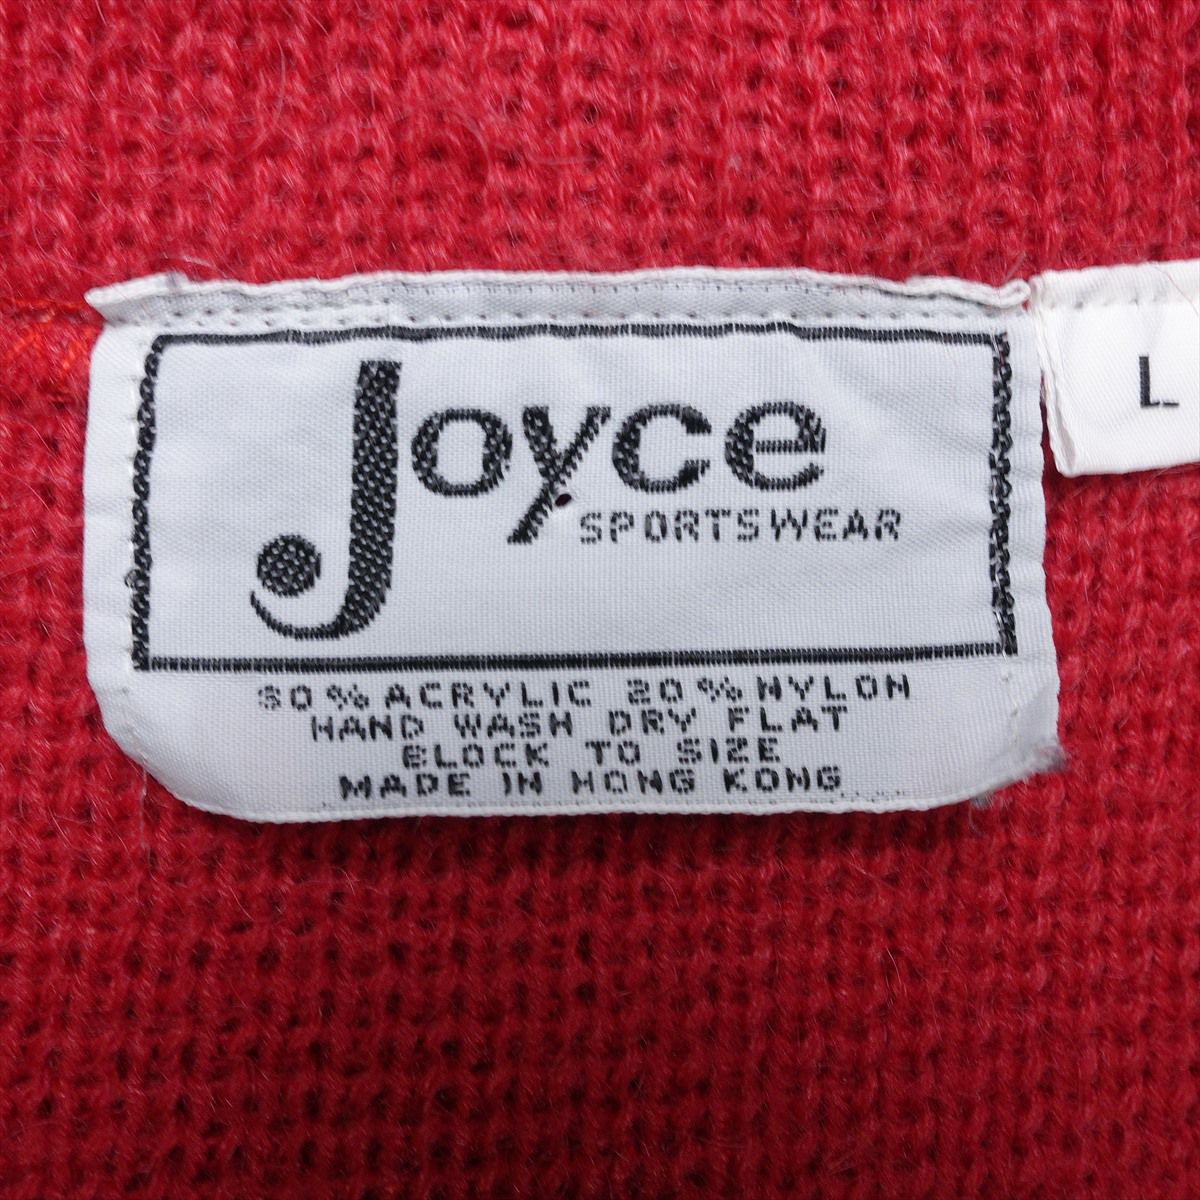 Joyce
SPORTSWEAR
L
80% ACRYLIC 20% NYLON
HAND WASH DRY FLAT
BLOCK TO SIZE
MADE IN HONG KONG